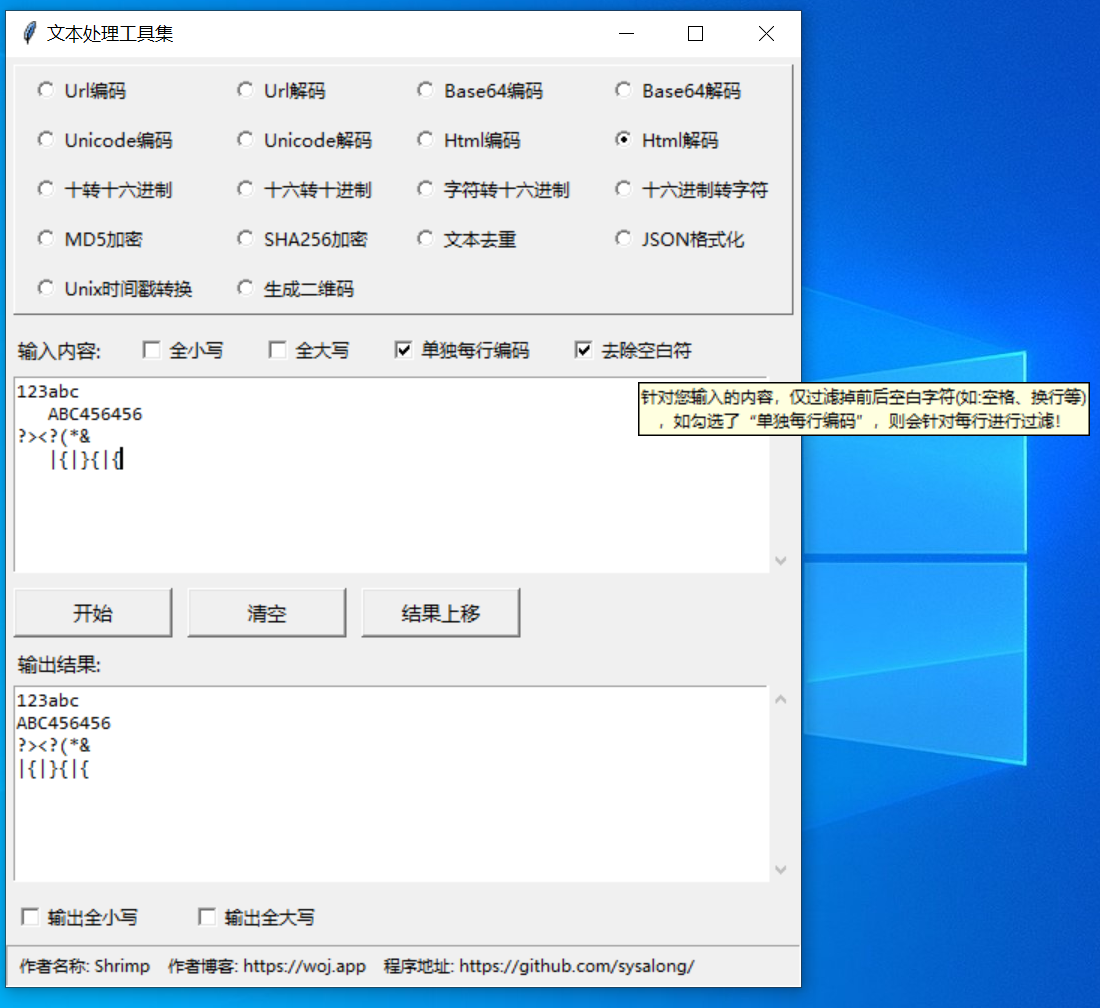 文本处理工具集
Url编码 Url解码 Base64编码 Base64解码
Unicode编码 Unicode解码 Html编码 Html解码
十转十六进制 十六转十进制 字符转十六进制 十六进制转字符
MD5加密 SHA256加密 文本去重 JSON格式化
Unix时间戳转换 生成二维码
输入内容: 全小写 全大写 单独每行编码 去除空白符
123abc
ABC456456
?><?(*&
|{|}{|{
针对您输入的内容，仅过滤掉前后空白字符(如:空格、换行等)
，如勾选了“单独每行编码”，则会针对每行进行过滤!
开始 清空 结果上移
输出结果:
123abc
ABC456456
?><?(*&
|{|}{|{
输出全小写 输出全大写
作者名称: Shrimp 作者博客: https://woj.app 程序地址: https://github.com/sysalong/